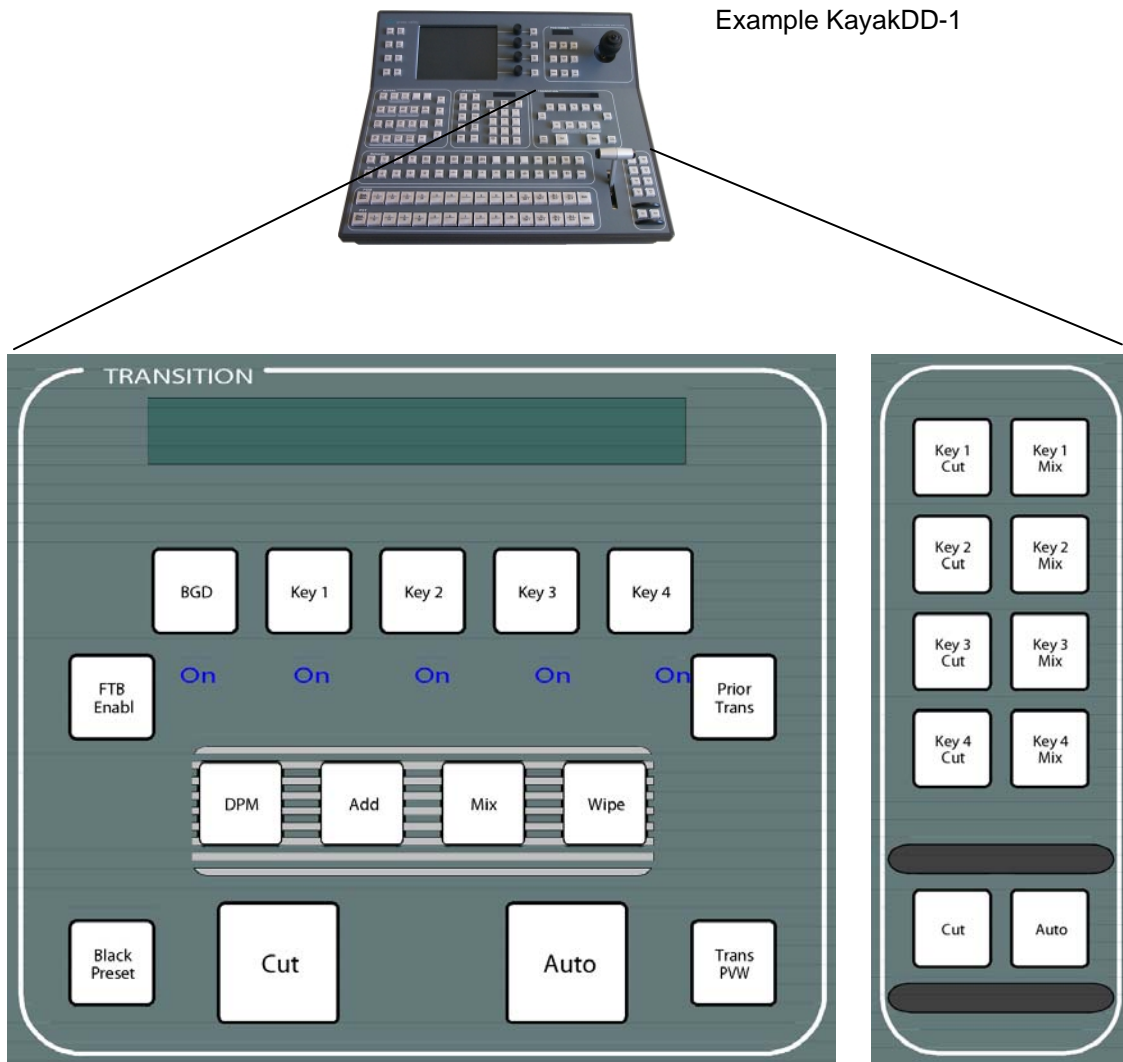 Example KayakDD-1
TRANSITION
BGD Key 1 Key 2 Key 3 Key 4
On On On On On
FTB
Enabl
Prior
Trans
DPM Add Mix Wipe
Black
Preset
Cut Auto
Trans
PVW
Key 1
Cut
Key 1
Mix
Key 2
Cut
Key 2
Mix
Key 3
Cut
Key 3
Mix
Key 4
Cut
Key 4
Mix
Cut Auto